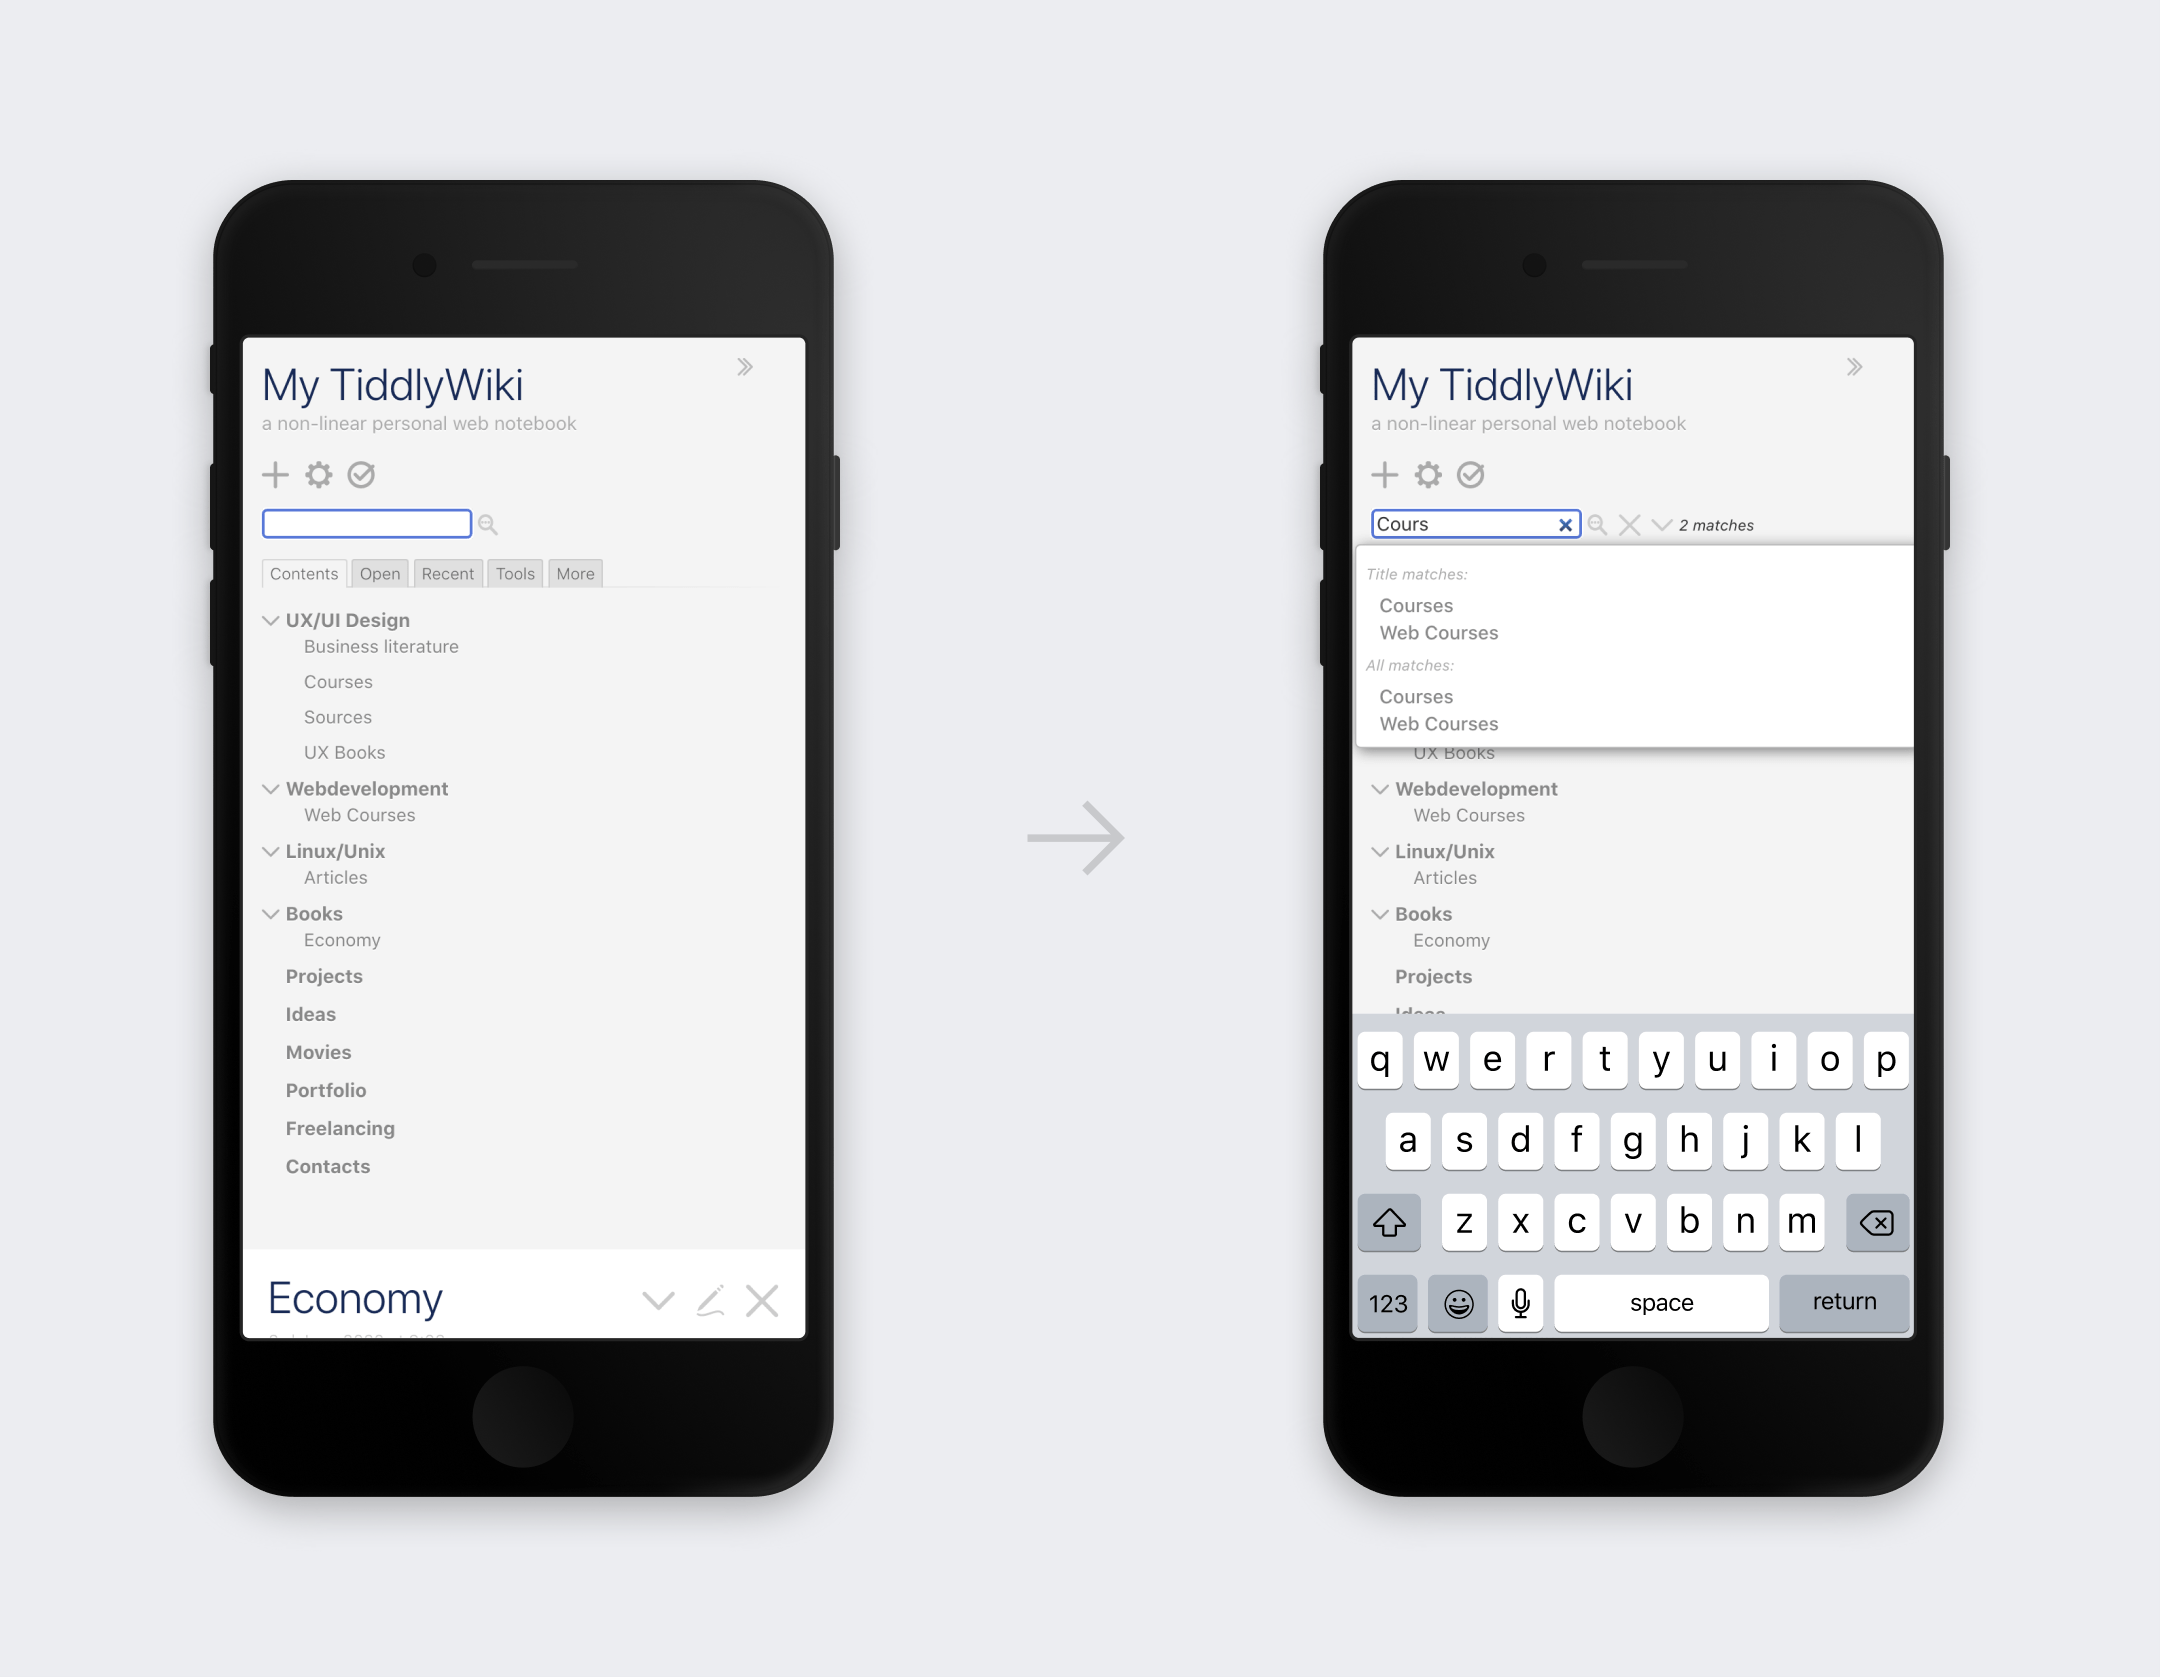 My TiddlyWiki
a non-linear personal web notebook
Contents Open Recent Tools More
UX/UI Design
Business literature
Courses
Sources
UX Books
Webdevelopment
Web Courses
Linux/Unix
Articles
Books
Economy
Projects
Ideas
Movies
Portfolio
Freelancing
Contacts
Economy
My TiddlyWiki
a non-linear personal web notebook
Cours 2 matches
Title matches:
Courses
Web Courses
All matches:
Courses
Web Courses
UX Books
Webdevelopment
Web Courses
Linux/Unix
Articles
Books
Economy
Projects
Ideas
q w e r t y u i o p
a s d f g h j k l
z x c v b n m
123 space return